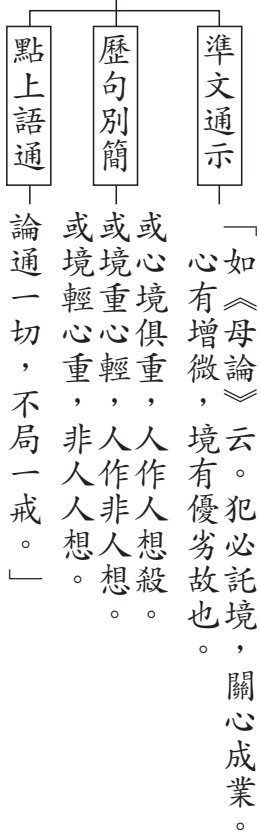 準文通示
「如《母論》云。犯必託境，關心成業。
心有增微，境有優劣故也。
歷句別簡
或心境俱重，人作人想殺。
或境重心輕，人作非人想。
或境輕心重，非人人想。
點上語通
論通一切，不局一戒。」